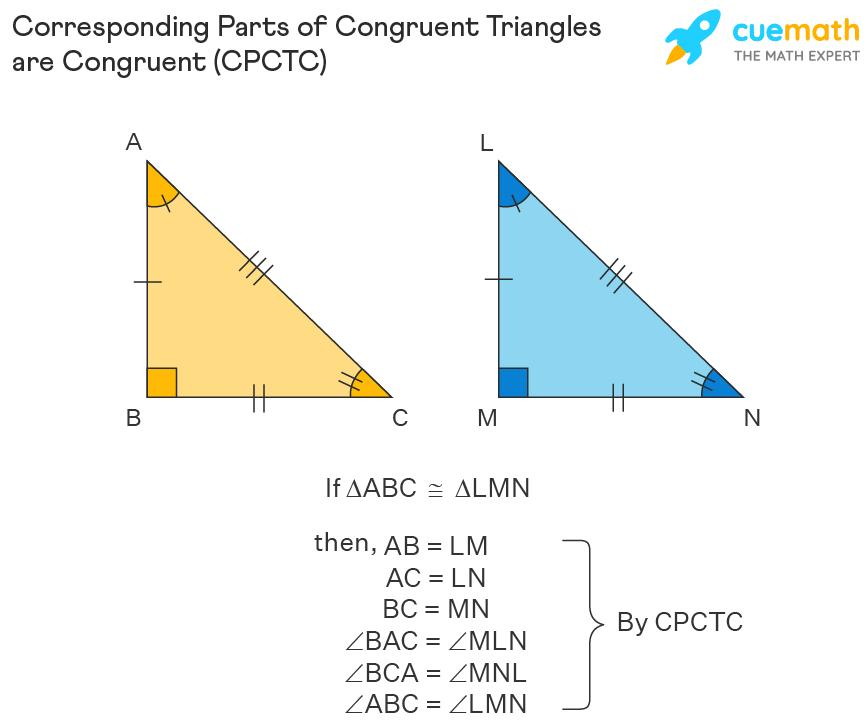 Corresponding Parts of Congruent Triangles
are Congruent (CPCTC)
cuemath
THE MATH EXPERT
A
L
B
C
M
N
If ΔABC ≅ ΔLMN
then, AB = LM
AC = LN
BC = MN
By CPCTC
∠BAC = ∠MLN
∠BCA = ∠MNL
∠ABC = ∠LMN